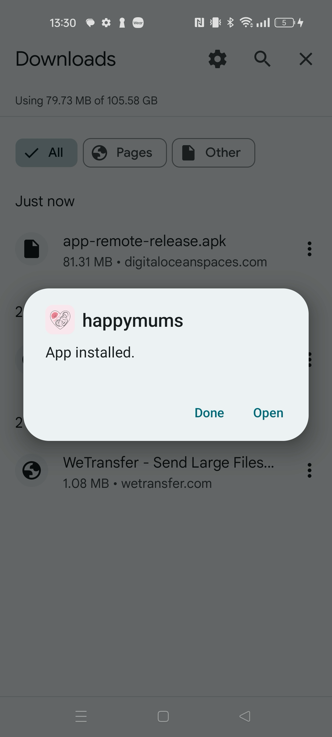 13:30
5
Downloads
Using 79.73 MB of 105.58 GB
All
Pages
Other
Just now
app-remote-release.apk
81.31 MB • digitaloceanspaces.com
2
happymums
App installed.
Done
Open
2
WeTransfer - Send Large Files...
1.08 MB • wetransfer.com